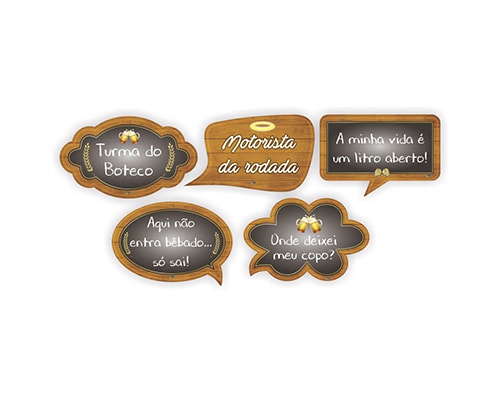 Turma do
Boteco
Motorista
da rodada
A minha vida é
um litro aberto!
Aqui não
entra bêbado...
só sai!
Onde deixei
meu copo?